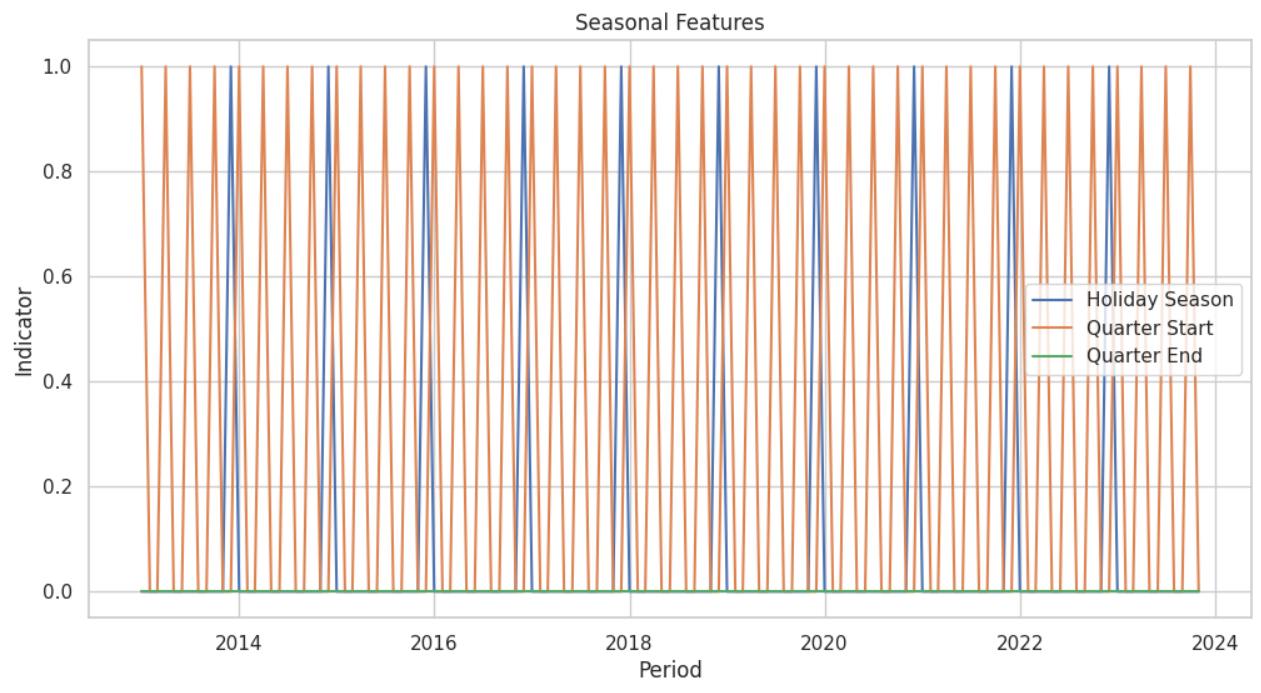 Seasonal Features
1.0
0.8
0.6
0.4
0.2
0.0
Indicator
Holiday Season
Quarter Start
Quarter End
2014 2016 2018 2020 2022 2024
Period